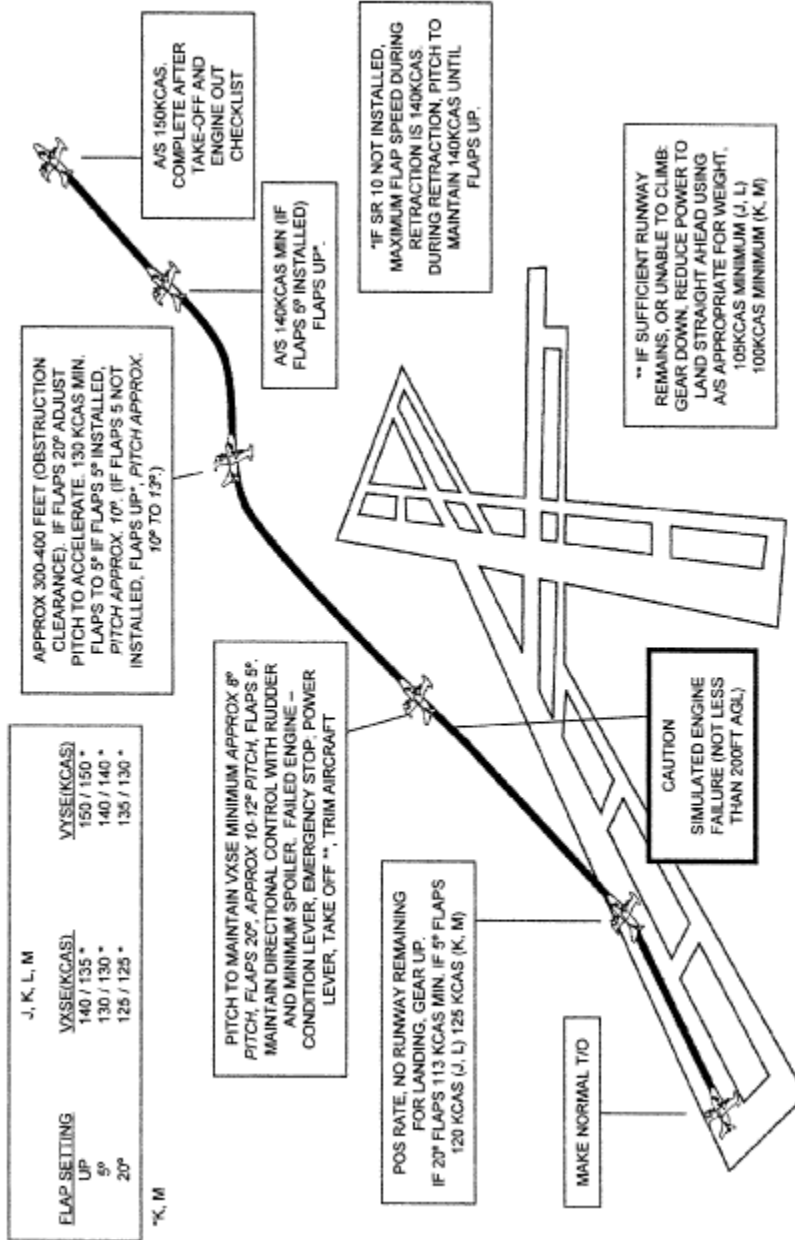 J, K, L, M
FLAP SETTING VXSE(KCAS) VYSE(KCAS)
UP 140 / 135 * 150 / 150 *
5º 130 / 130 * 140 / 140 *
20º 125 / 125 * 135 / 130 *
*K, M
APPROX 300-400 FEET (OBSTRUCTION
CLEARANCE). IF FLAPS 20º ADJUST
PITCH TO ACCELERATE. 130 KCAS MIN.
FLAPS TO 5º IF FLAPS 5º INSTALLED,
PITCH APPROX. 10º. (IF FLAPS 5 NOT
INSTALLED, FLAPS UP*, PITCH APPROX.
10º TO 13º.)
A/S 150KCAS.
COMPLETE AFTER
TAKE-OFF AND
ENGINE OUT
CHECKLIST
A/S 140KCAS MIN (IF
FLAPS 5º INSTALLED)
FLAPS UP*.
PITCH TO MAINTAIN VXSE MINIMUM APPROX 8º
PITCH, FLAPS 20º, APPROX 10-12º PITCH, FLAPS 5º.
MAINTAIN DIRECTIONAL CONTROL WITH RUDDER
AND MINIMUM SPOILER. FAILED ENGINE –
CONDITION LEVER, EMERGENCY STOP; POWER
LEVER, TAKE OFF **, TRIM AIRCRAFT
*IF SR 10 NOT INSTALLED,
MAXIMUM FLAP SPEED DURING
RETRACTION IS 140KCAS.
DURING RETRACTION, PITCH TO
MAINTAIN 140KCAS UNTIL
FLAPS UP.
POS RATE, NO RUNWAY REMAINING
FOR LANDING, GEAR UP.
IF 20º FLAPS 113 KCAS MIN. IF 5º FLAPS
120 KCAS (J, L) 125 KCAS (K, M)
MAKE NORMAL T/O
CAUTION
SIMULATED ENGINE
FAILURE (NOT LESS
THAN 200FT AGL)
** IF SUFFICIENT RUNWAY
REMAINS, OR UNABLE TO CLIMB:
GEAR DOWN, REDUCE POWER TO
LAND STRAIGHT AHEAD USING
A/S APPROPRIATE FOR WEIGHT.
105KCAS MINIMUM (J, L)
100KCAS MINIMUM (K, M)